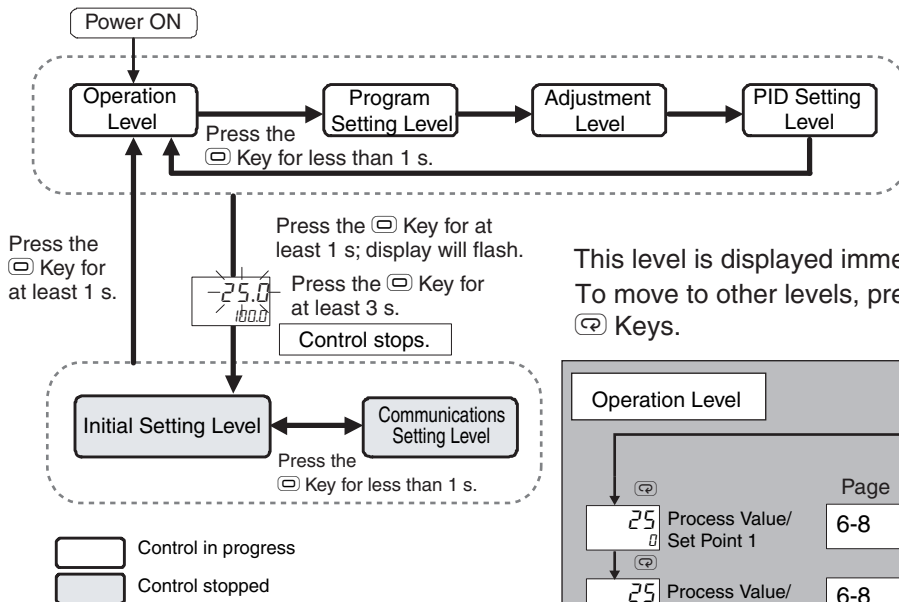 Power ON
Operation
Level
Program
Setting Level
Adjustment
Level
PID Setting
Level
Press the
Key for less than 1 s.
Press the
Key for
at least 1 s.
Press the Key for at
least 1 s; display will flash.
25.0
100.0
Press the Key for
at least 3 s.
Control stops.
Initial Setting Level
Communications
Setting Level
Press the
Key for less than 1 s.
Control in progress
Control stopped
This level is displayed imme
To move to other levels, pre
Keys.
Operation Level
Page
25
0
Process Value/
Set Point 1
6-8
25
Process Value/
6-8